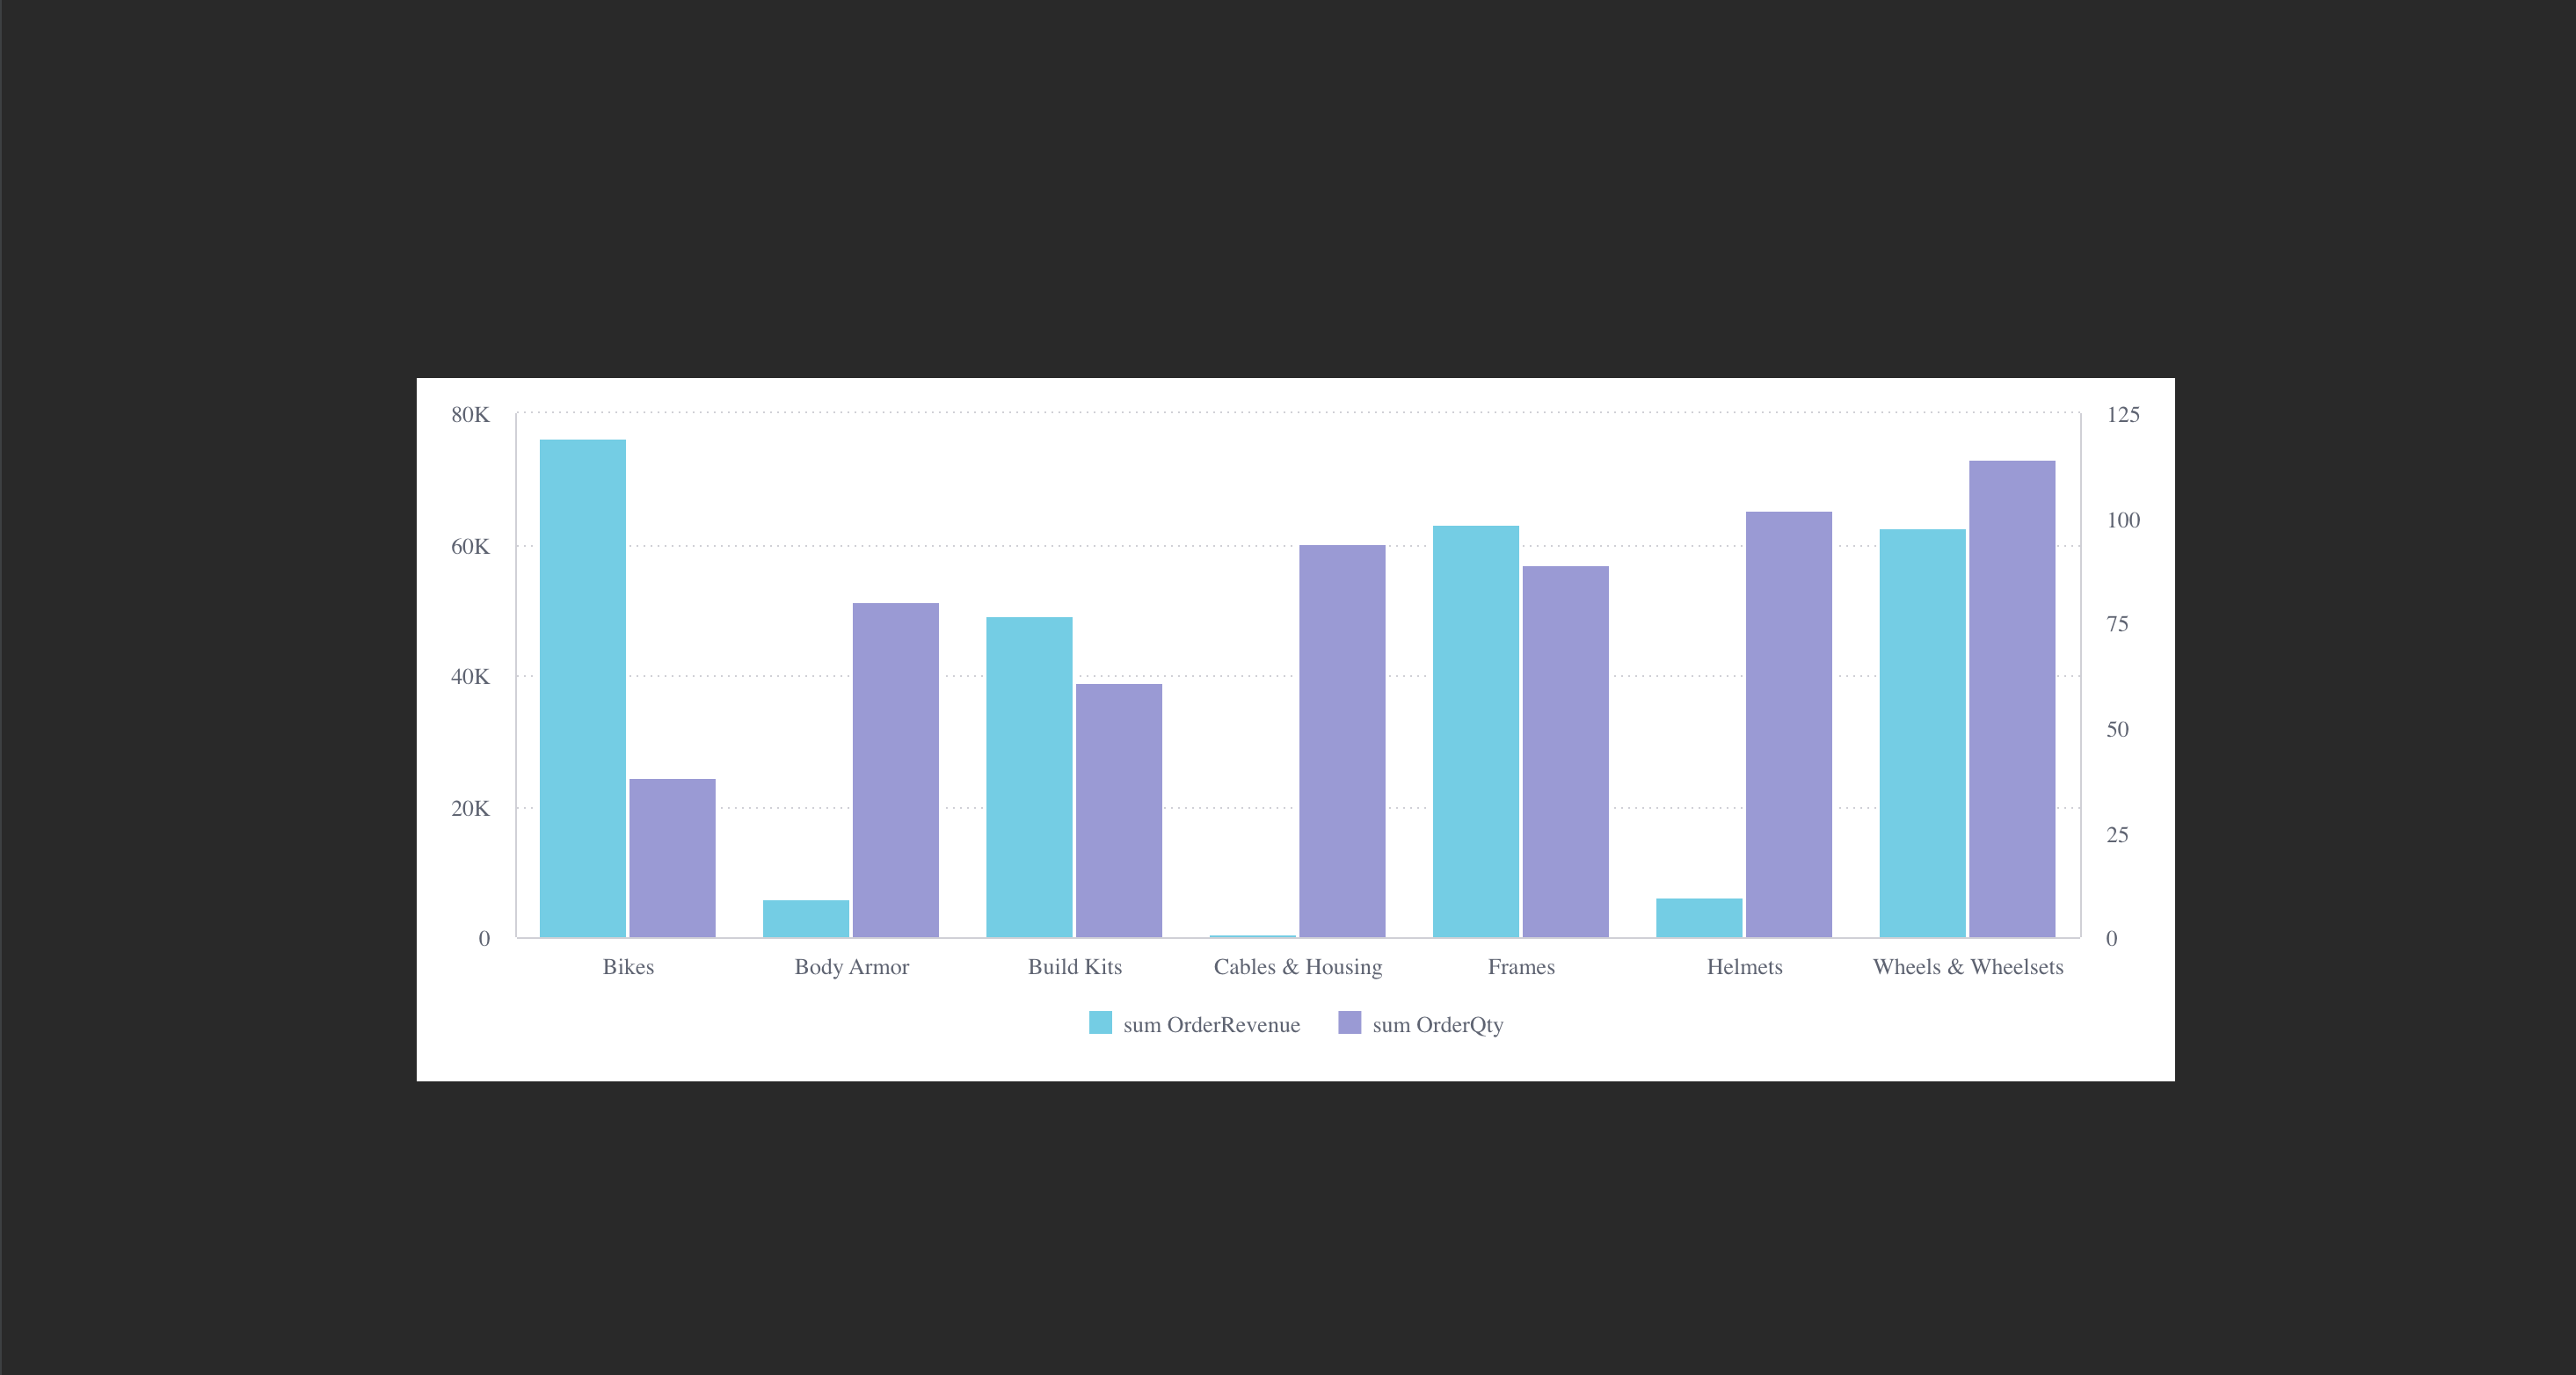 80K
60K
40K
20K
0
125
100
75
50
25
0
Bikes
Body Armor
Build Kits
Cables & Housing
Frames
Helmets
Wheels & Wheelsets
sum OrderRevenue
sum OrderQty